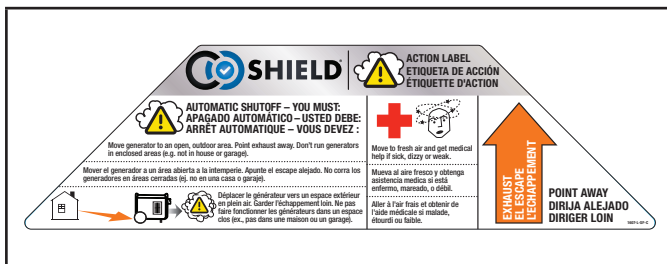 CO SHIELD®
ACTION LABEL
ETIQUETA DE ACCIÓN
ÉTIQUETTE D'ACTION
AUTOMATIC SHUTOFF – YOU MUST:
APAGADO AUTOMÁTICO – USTED DEBE:
ARRÊT AUTOMATIQUE – VOUS DEVEZ :
Move generator to an open, outdoor area. Point exhaust away. Don't run generators
in enclosed areas (e.g. not in house or garage).
Mover el generador a un área abierta a la intemperie. Apunte el escape alejado. No corra los
generadores en áreas cerradas (ej. no en una casa o garaje).
Déplacer le générateur vers un espace extérieur
en plein air. Garder l'échappement loin. Ne pas
faire fonctionner les générateurs dans un espace
clos (ex., pas dans une maison ou un garage).
Move to fresh air and get medical
help if sick, dizzy or weak.
Mueva al aire fresco y obtenga
asistencia medica si está
enfermo, mareado, o débil.
Aller à l'air frais et obtenir de
l'aide médicale si malade,
étourdi ou faible.
EXHAUST
EL ESCAPE
L'ÉCHAPPEMENT
POINT AWAY
DIRIJA ALEJADO
DIRIGER LOIN